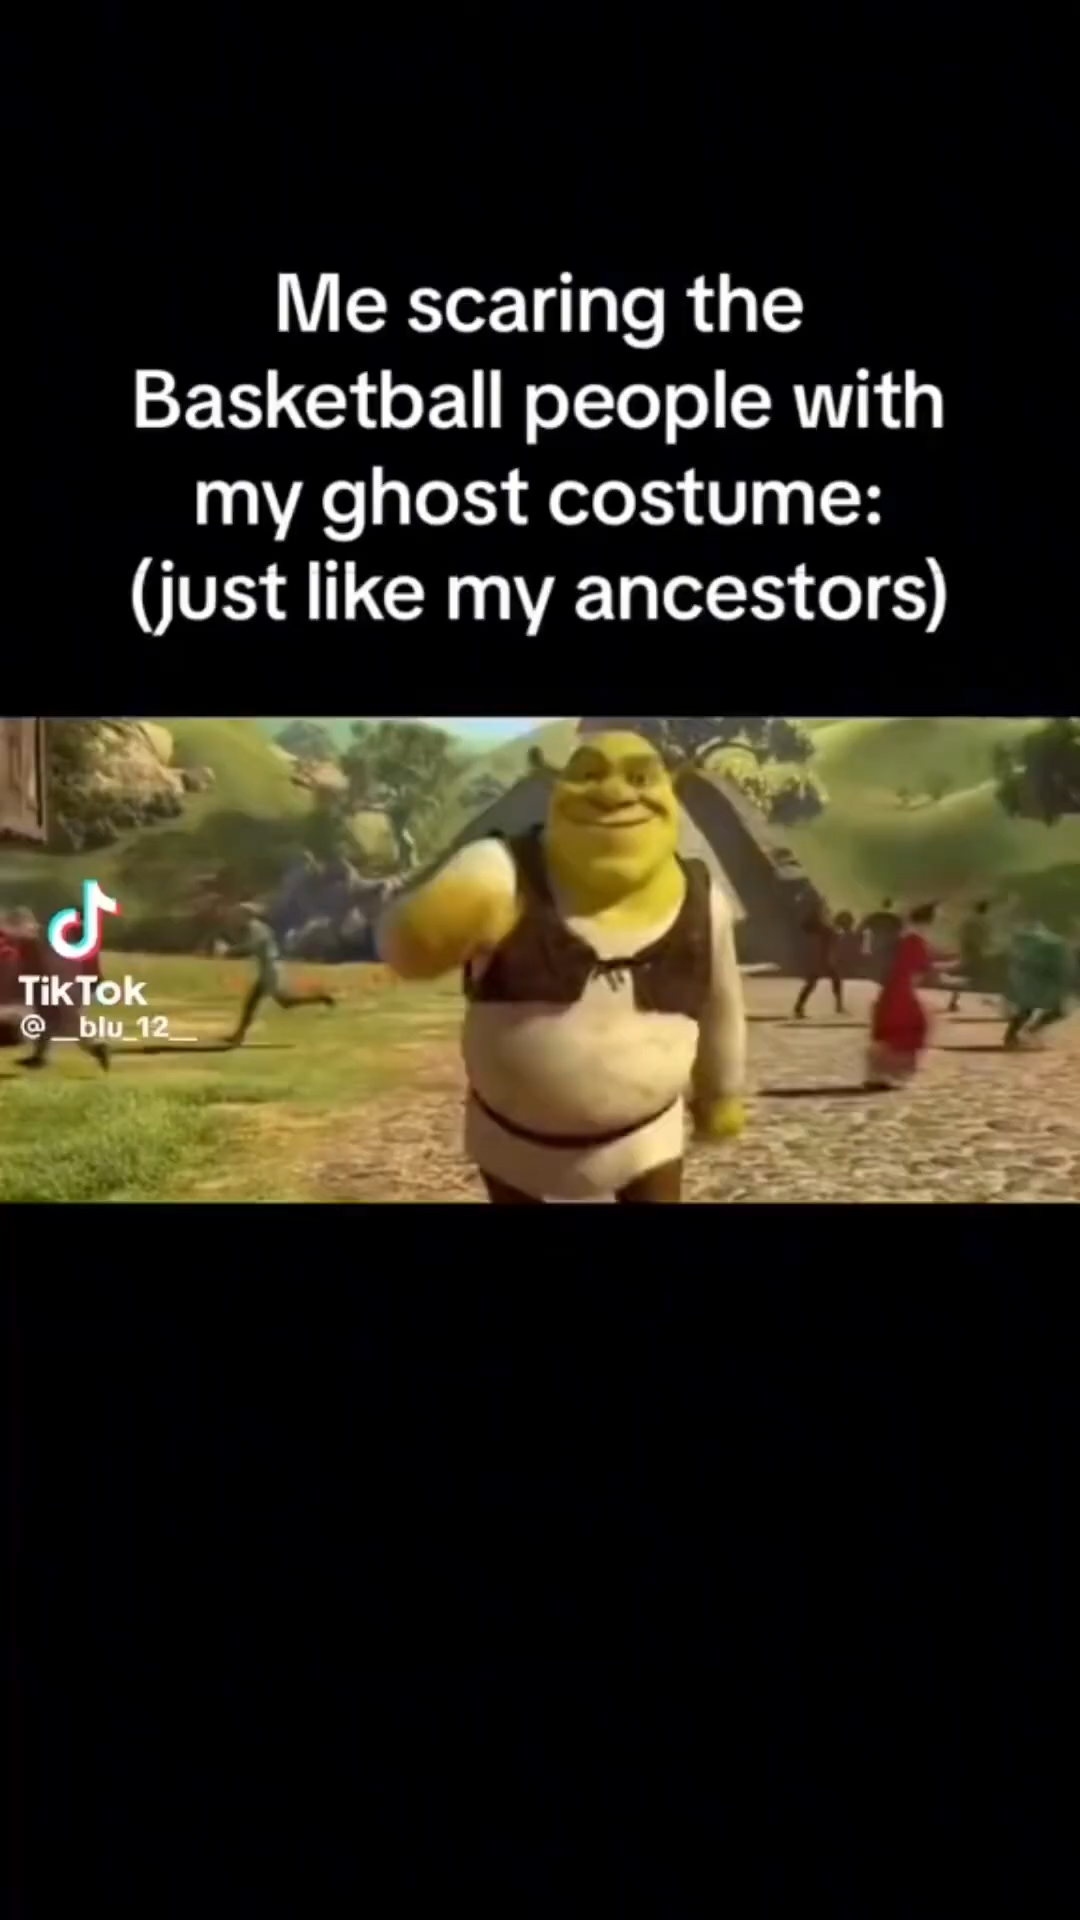 Me scaring the
Basketball people with
my ghost costume:
(just like my ancestors)
TikTok
@__blu_12__